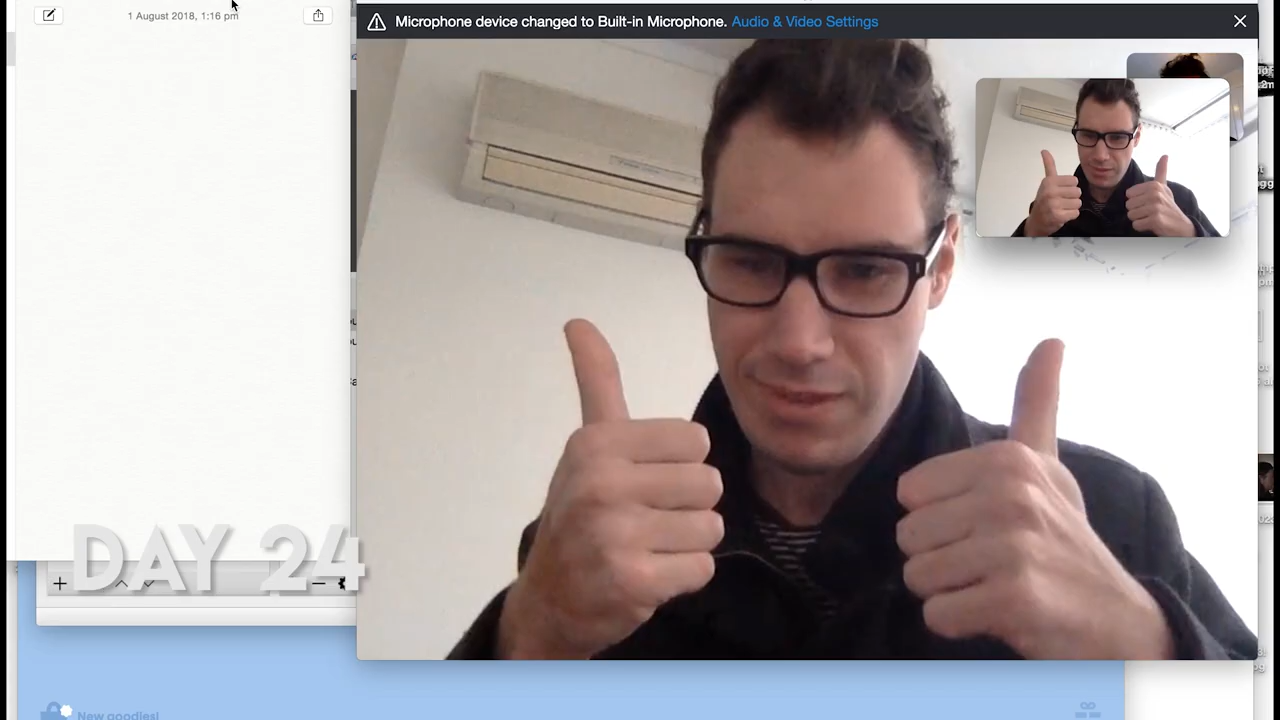 1 August 2018, 1:16 pm
Microphone device changed to Built-in Microphone. Audio & Video Settings
DAY 24
New goodies!